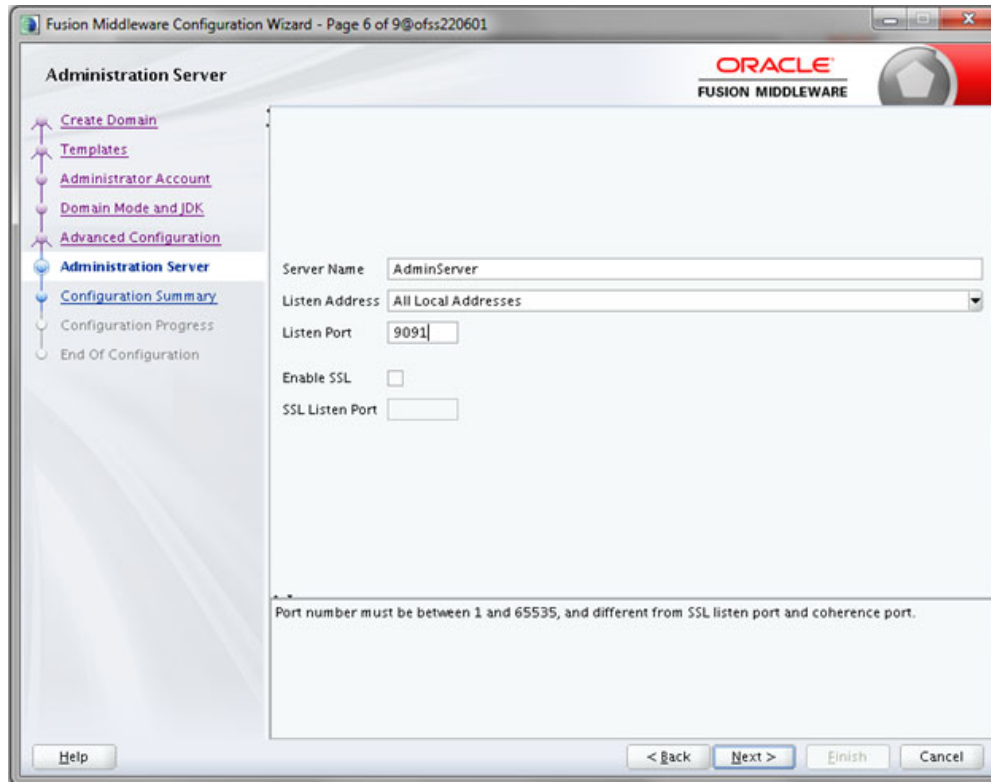 Fusion Middleware Configuration Wizard - Page 6 of 9@ofss220601
Administration Server
ORACLE
FUSION MIDDLEWARE
Create Domain
Templates
Administrator Account
Domain Mode and JDK
Advanced Configuration
Administration Server
Configuration Summary
Configuration Progress
End Of Configuration
Server Name AdminServer
Listen Address All Local Addresses
Listen Port 9091
Enable SSL
SSL Listen Port
Port number must be between 1 and 65535, and different from SSL listen port and coherence port.
Help < Back Next > Finish Cancel